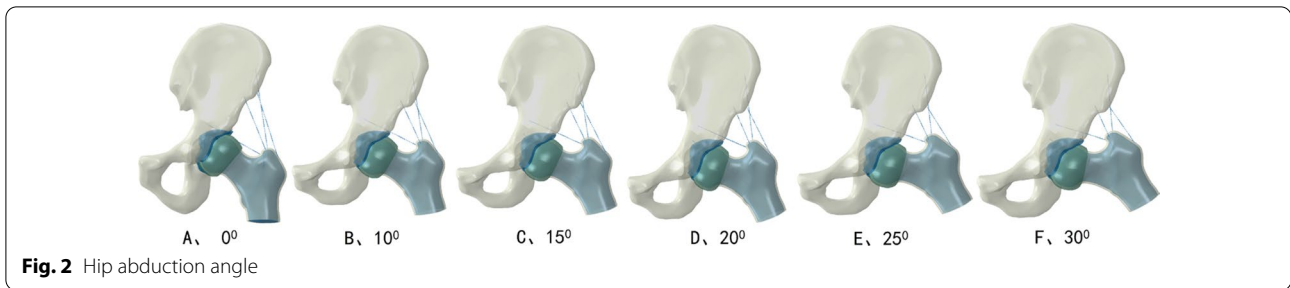 A、 0⁰ B、10⁰ C、15⁰ D、20⁰ E、25⁰ F、30⁰
Fig. 2 Hip abduction angle